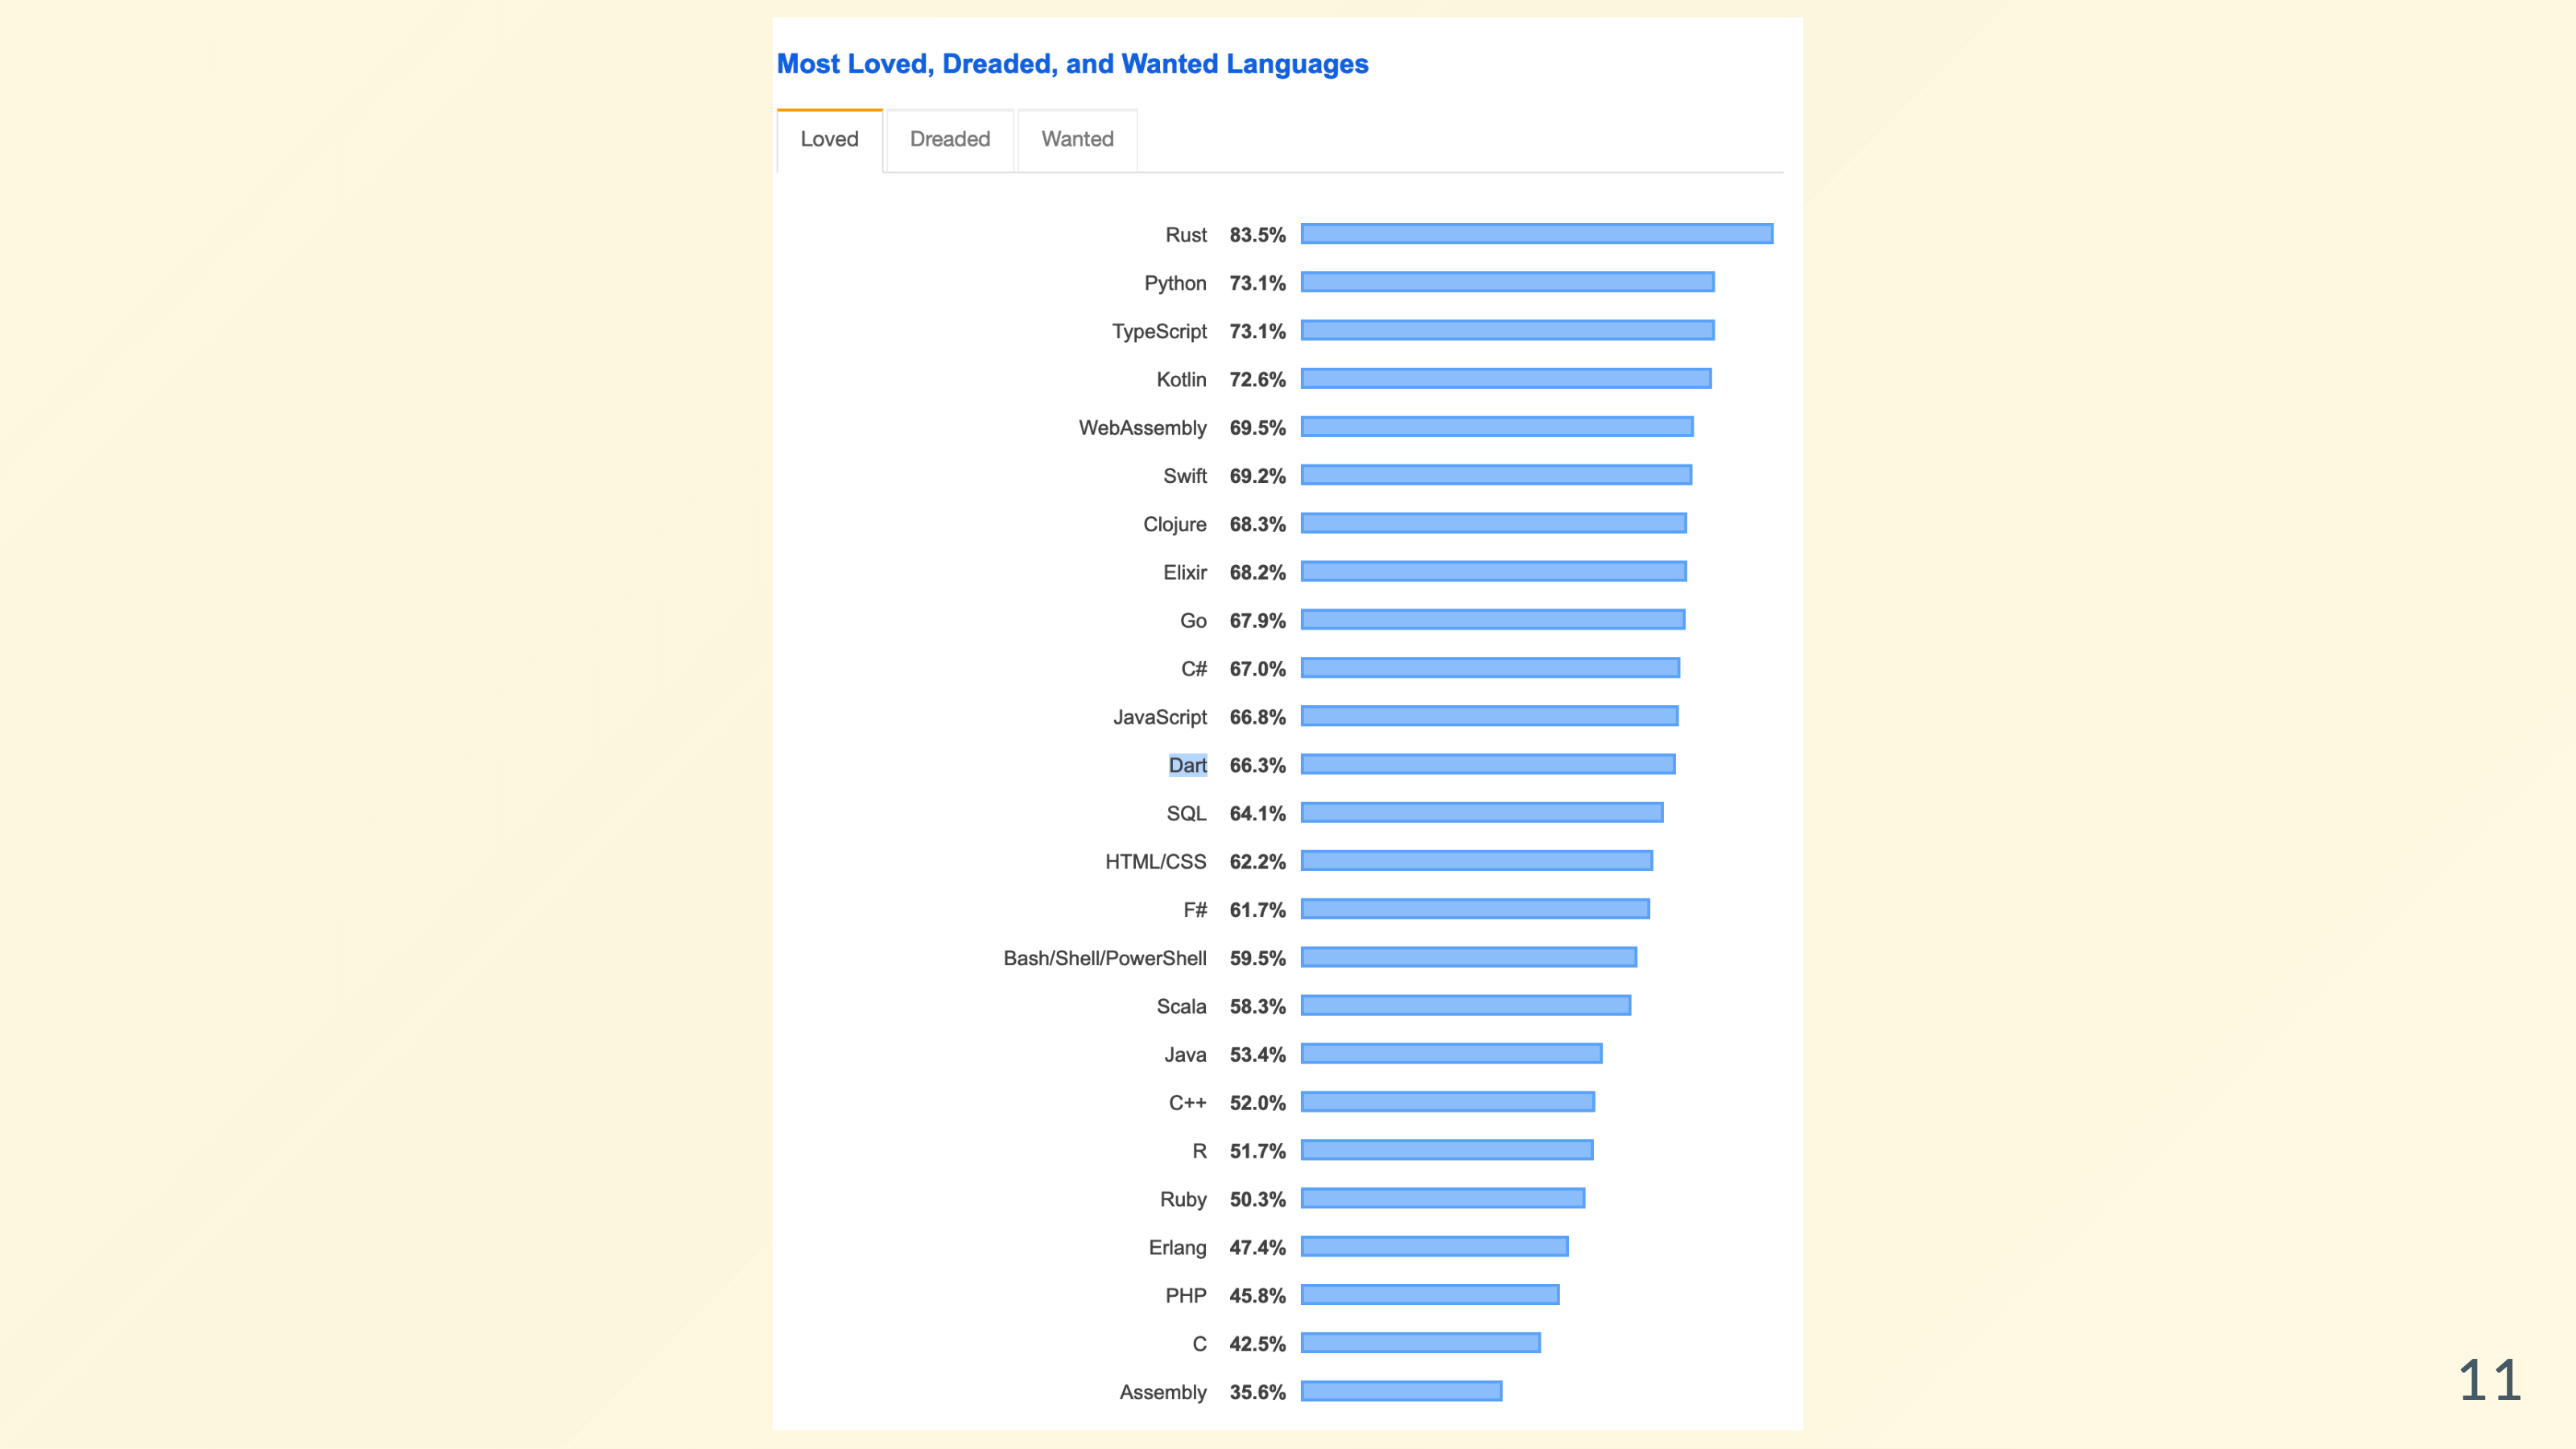 Most Loved, Dreaded, and Wanted Languages
Loved Dreaded Wanted
Rust 83.5%
Python 73.1%
TypeScript 73.1%
Kotlin 72.6%
WebAssembly 69.5%
Swift 69.2%
Clojure 68.3%
Elixir 68.2%
Go 67.9%
C# 67.0%
JavaScript 66.8%
Dart 66.3%
SQL 64.1%
HTML/CSS 62.2%
F# 61.7%
Bash/Shell/PowerShell 59.5%
Scala 58.3%
Java 53.4%
C++ 52.0%
R 51.7%
Ruby 50.3%
Erlang 47.4%
PHP 45.8%
C 42.5%
Assembly 35.6%
11